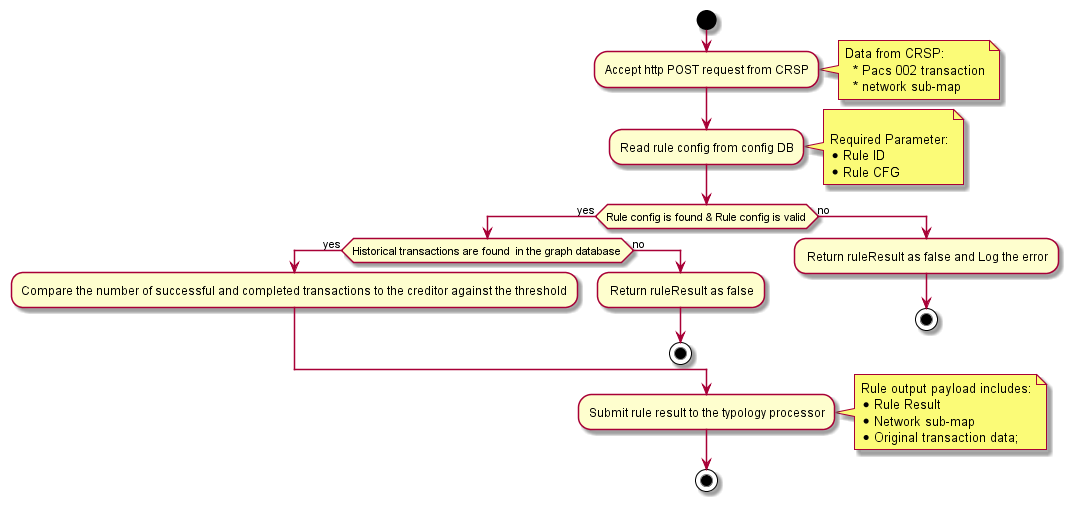 Accept http POST request from CRSP
Data from CRSP:
* Pacs 002 transaction
* network sub-map
Read rule config from config DB
Required Parameter:
• Rule ID
• Rule CFG
yes
Rule config is found & Rule config is valid
no
yes
Historical transactions are found in the graph database
no
Return ruleResult as false and Log the error
Compare the number of successful and completed transactions to the creditor against the threshold
Return ruleResult as false
Submit rule result to the typology processor
Rule output payload includes:
• Rule Result
• Network sub-map
• Original transaction data;